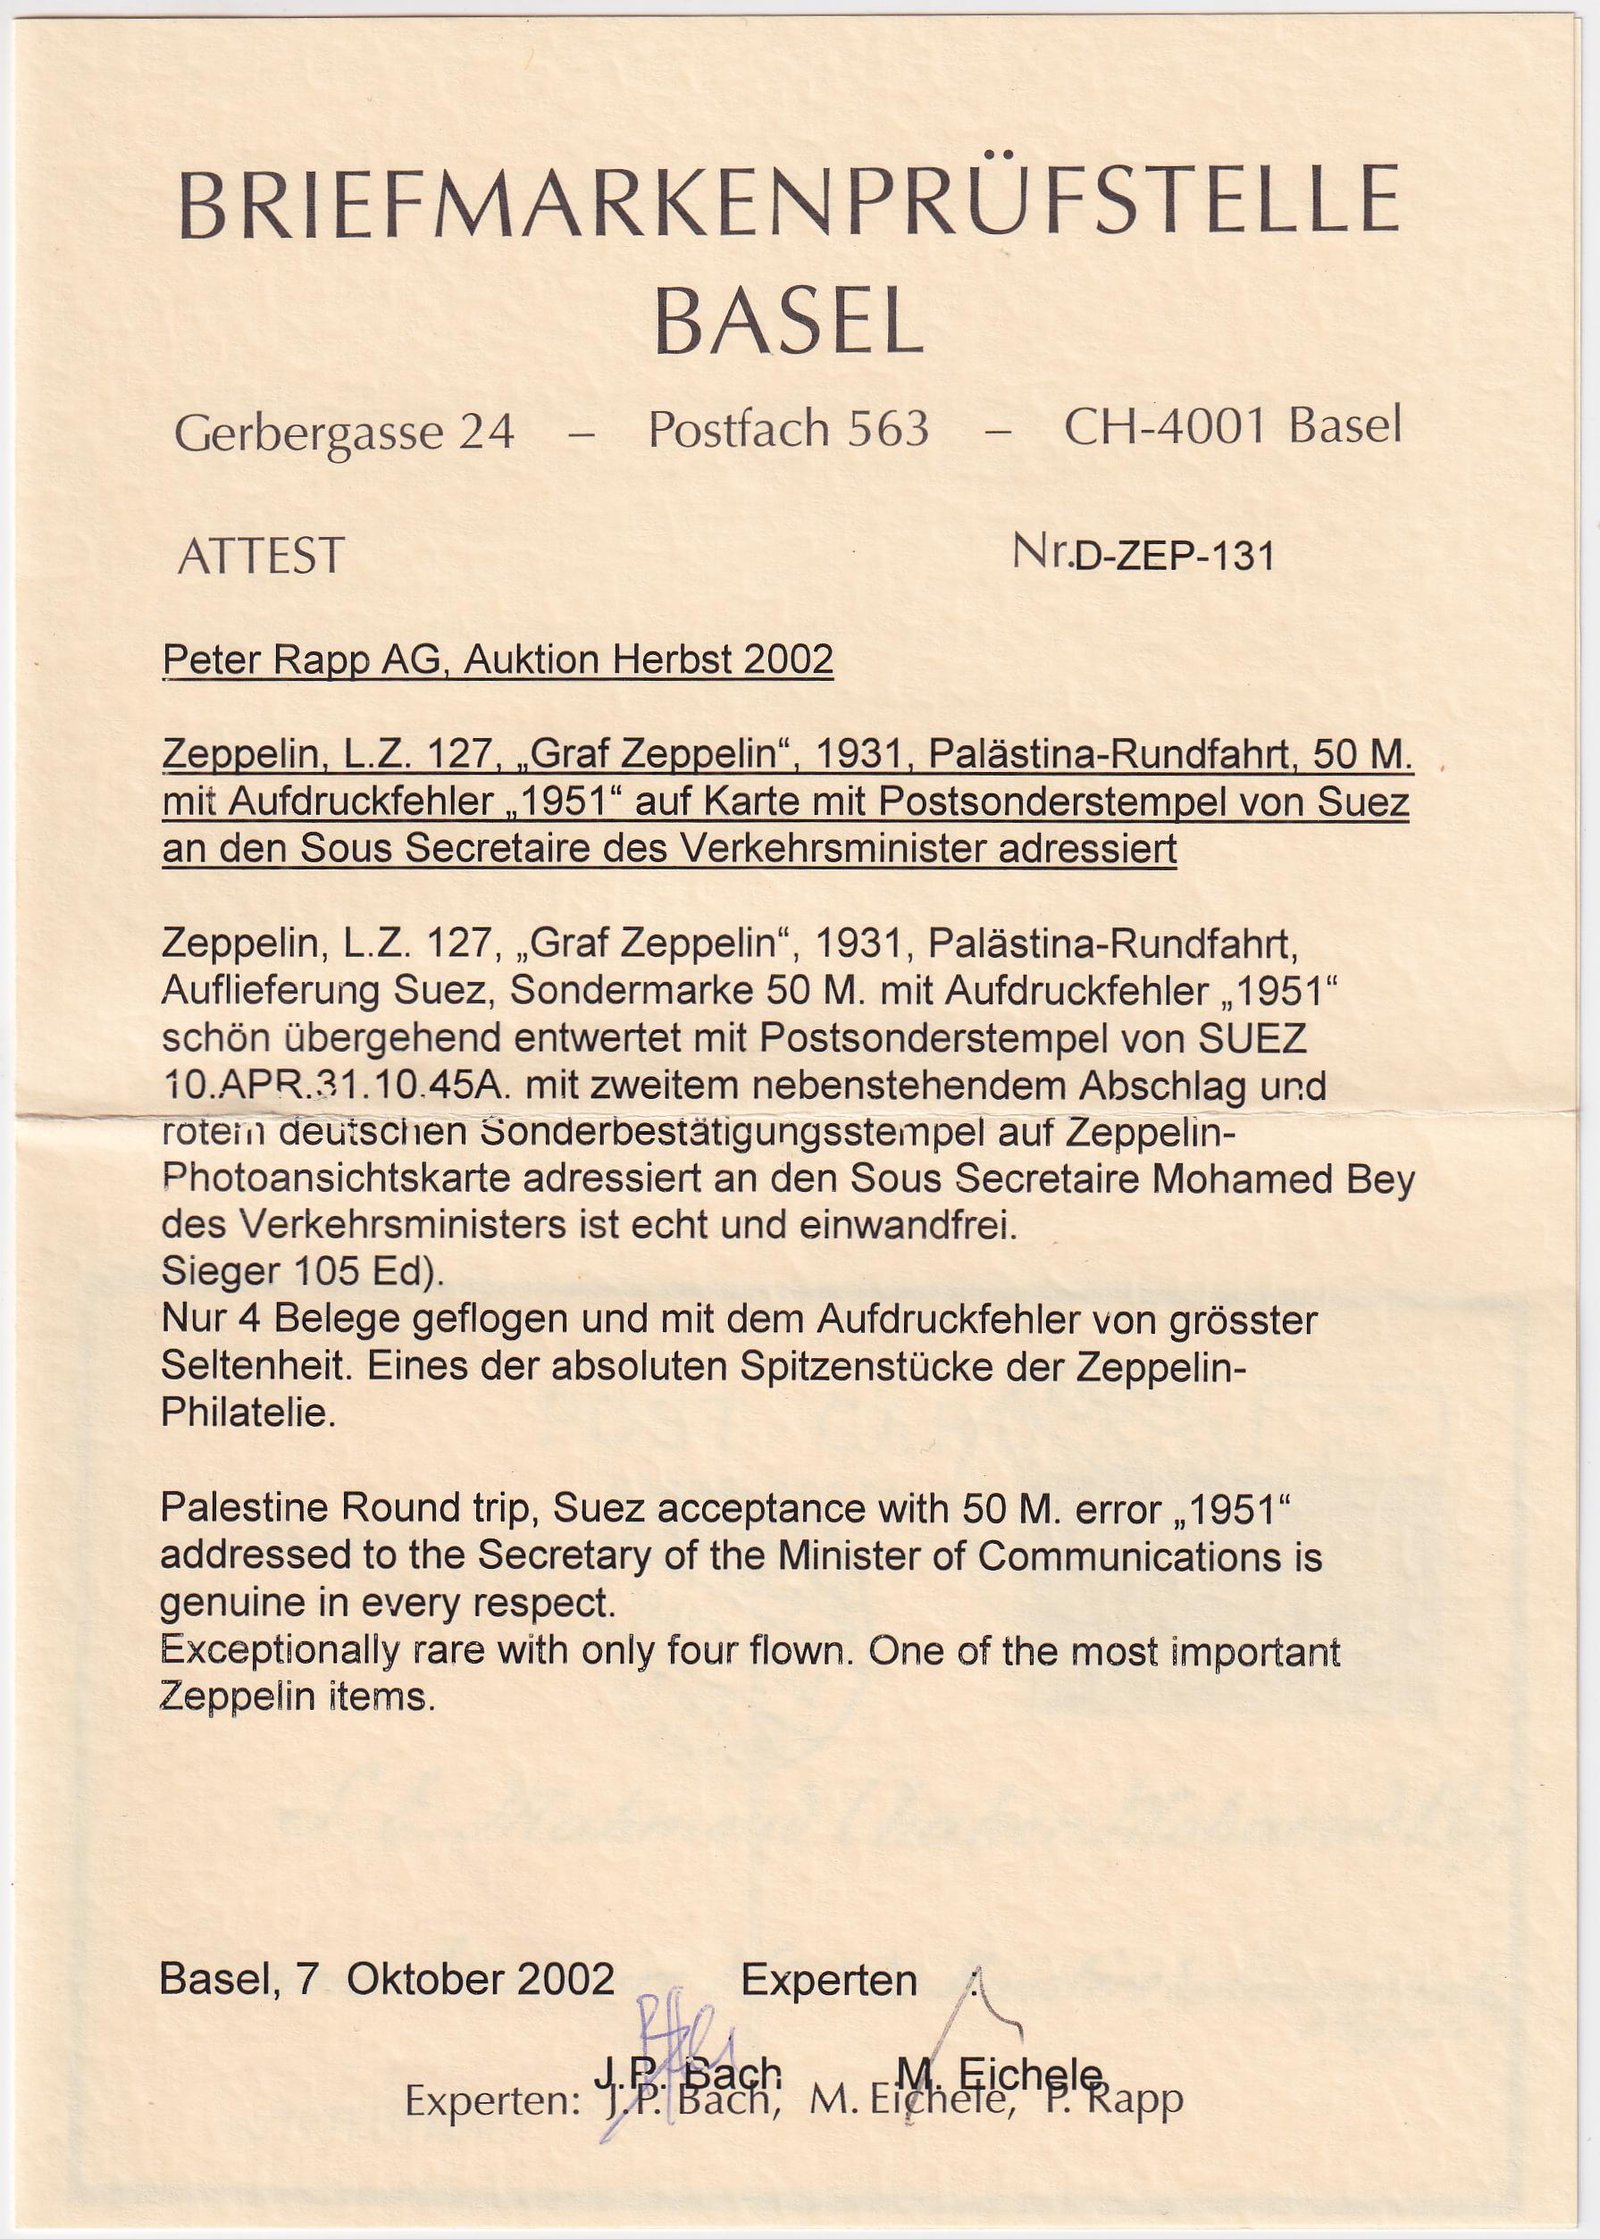 BRIEFMARKENPRÜFSTELLE
BASEL
Gerbergasse 24 – Postfach 563 – CH-4001 Basel
ATTEST Nr.D-ZEP-131
Peter Rapp AG, Auktion Herbst 2002
Zeppelin, L.Z. 127, „Graf Zeppelin“, 1931, Palästina-Rundfahrt, 50 M.
mit Aufdruckfehler „1951“ auf Karte mit Postsonderstempel von Suez
an den Sous Secretaire des Verkehrsminister adressiert
Zeppelin, L.Z. 127, „Graf Zeppelin“, 1931, Palästina-Rundfahrt,
Auflieferung Suez, Sondermarke 50 M. mit Aufdruckfehler „1951“
schön übergehend entwertet mit Postsonderstempel von SUEZ
10.APR.31.10.45A. mit zweitem nebenstehendem Abschlag und
rotem deutschen Sonderbestätigungsstempel auf Zeppelin-
Photoansichtskarte adressiert an den Sous Secretaire Mohamed Bey
des Verkehrsministers ist echt und einwandfrei.
Sieger 105 Ed).
Nur 4 Belege geflogen und mit dem Aufdruckfehler von grösster
Seltenheit. Eines der absoluten Spitzenstücke der Zeppelin-
Philatelie.
Palestine Round trip, Suez acceptance with 50 M. error „1951“
addressed to the Secretary of the Minister of Communications is
genuine in every respect.
Exceptionally rare with only four flown. One of the most important
Zeppelin items.
Basel, 7 Oktober 2002 Experten :
J.P. Bach M. Eichele
Experten: J.P. Bach, M. Eichele, P. Rapp